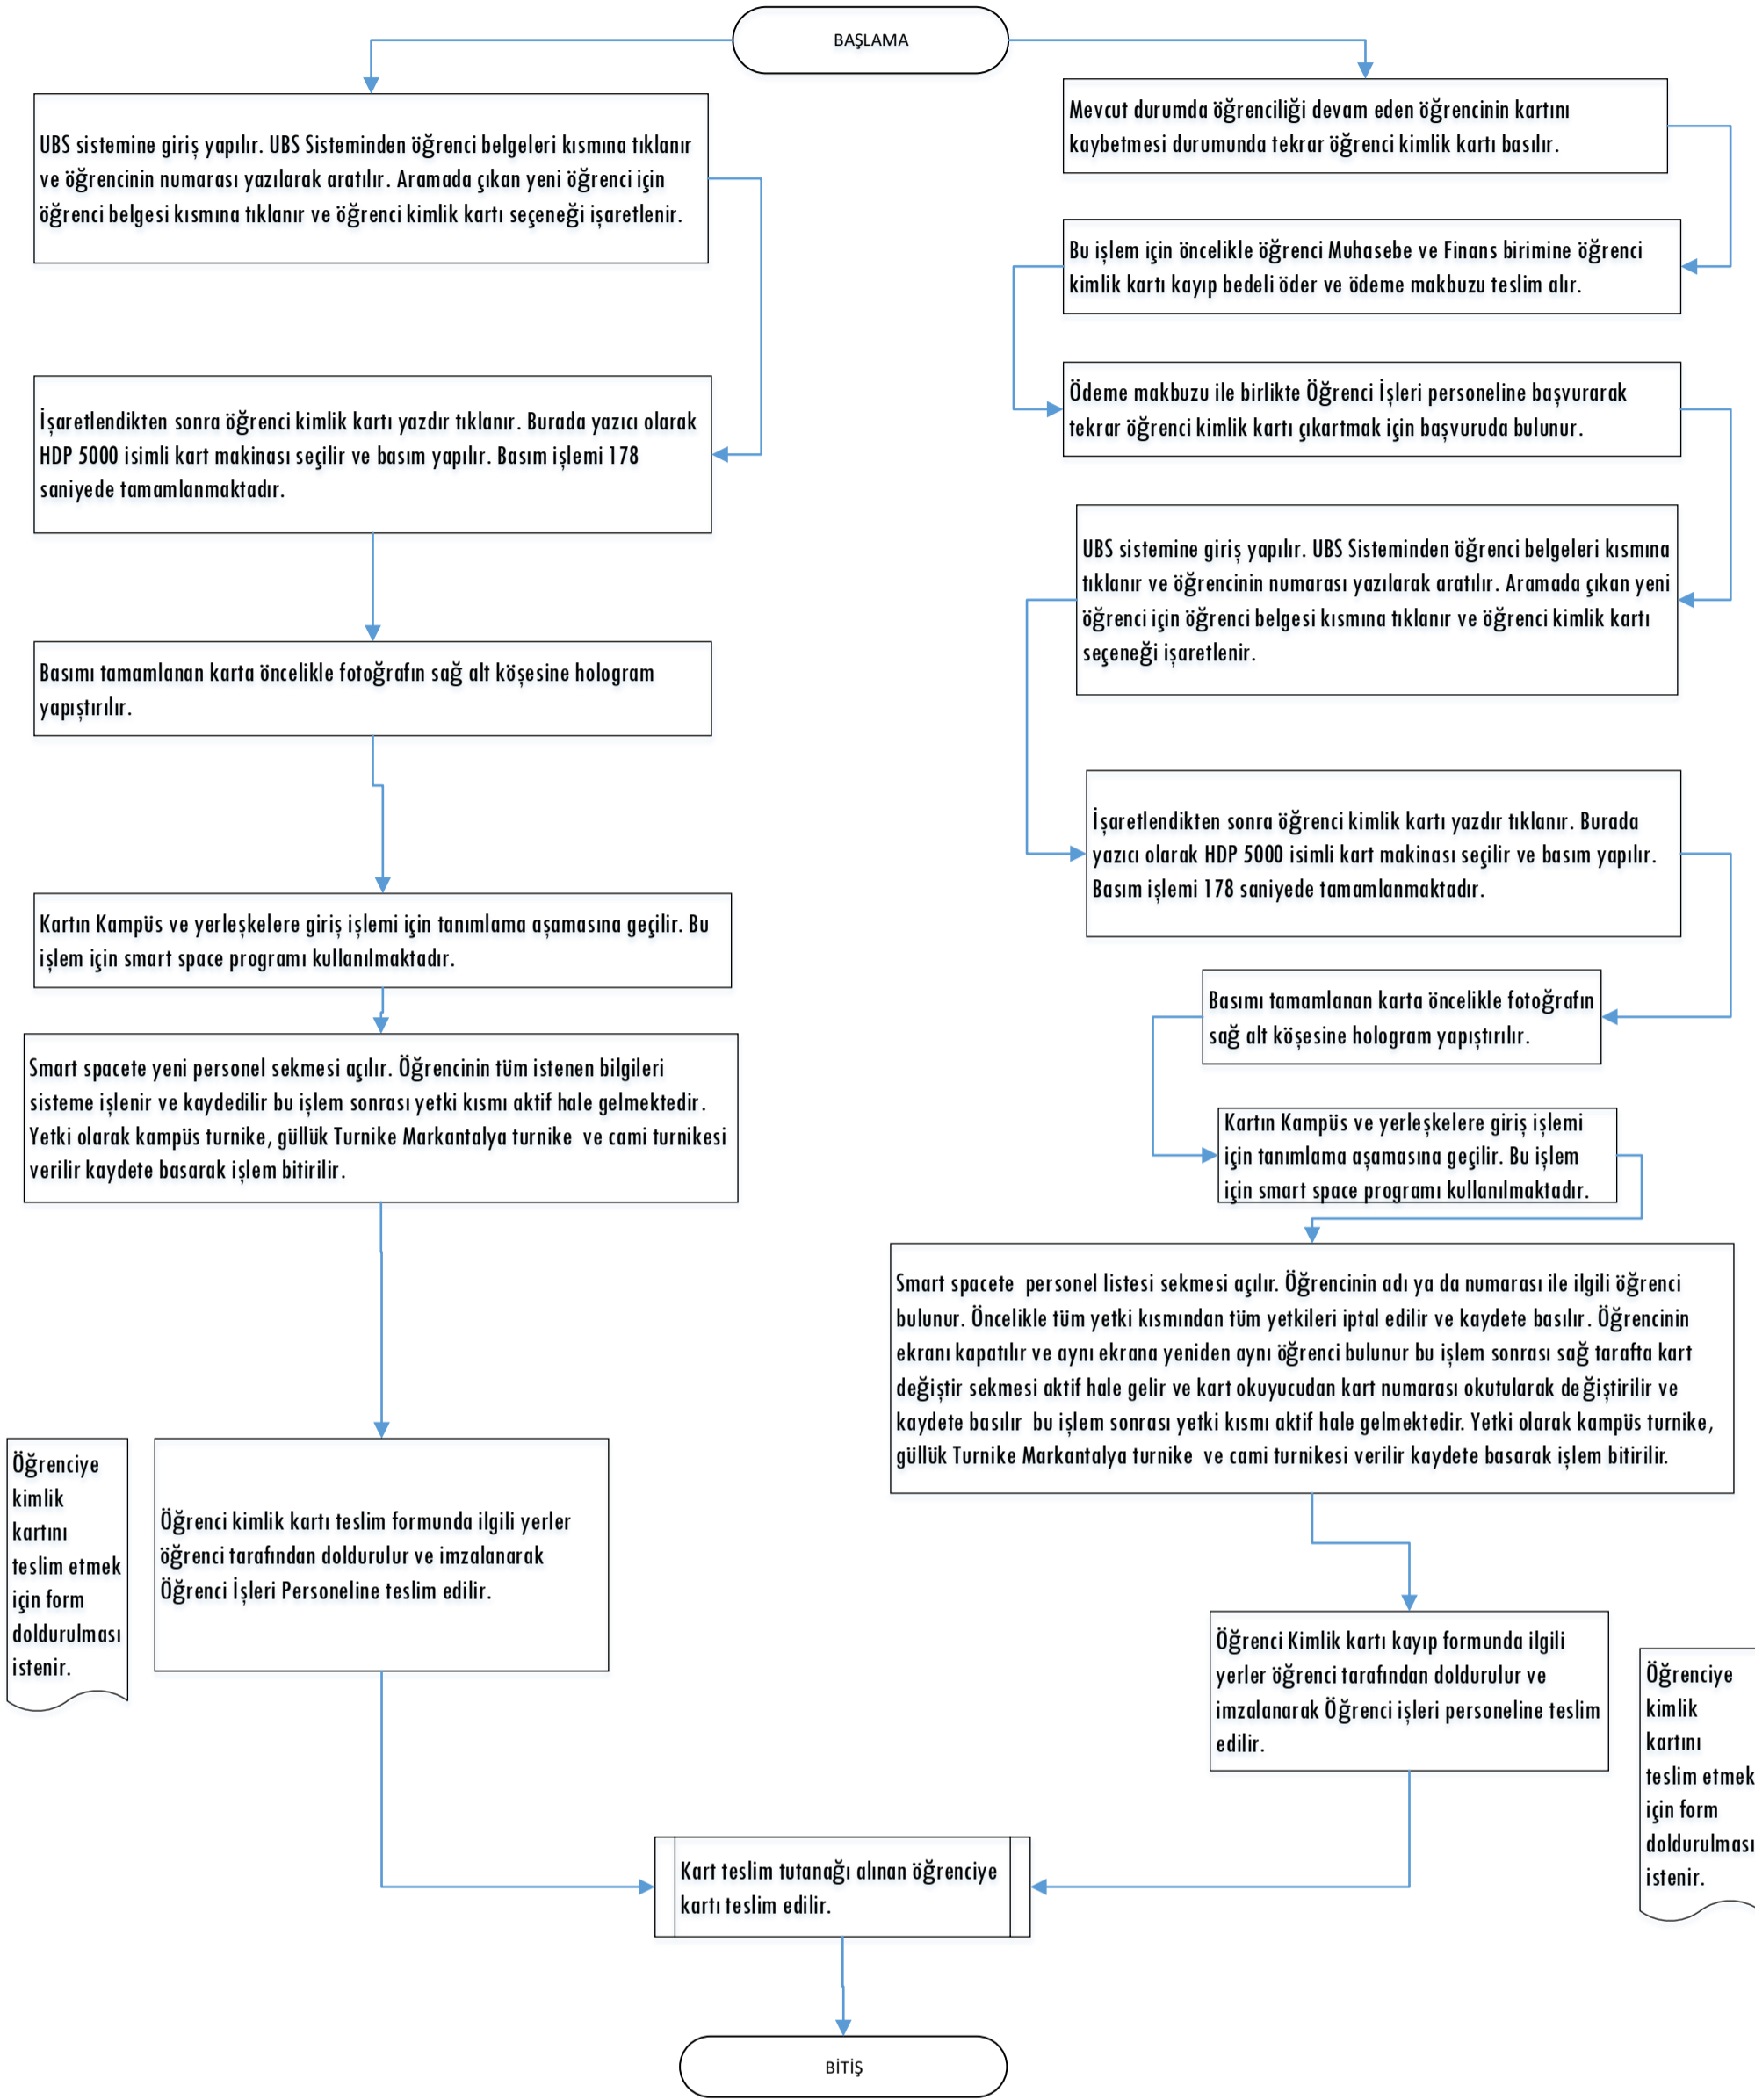 BAŞLAMA
UBS sistemine giriş yapılır. UBS Sisteminden öğrenci belgeleri kısmına tıklanır
ve öğrencinin numarası yazılarak aratılır. Aramada çıkan yeni öğrenci için
öğrenci belgesi kısmına tıklanır ve öğrenci kimlik kartı seçeneği işaretlenir.
İşaretlendikten sonra öğrenci kimlik kartı yazdır tıklanır. Burada yazıcı olarak
HDP 5000 isimli kart makinası seçilir ve basım yapılır. Basım işlemi 178
saniyede tamamlanmaktadır.
Basımı tamamlanan karta öncelikle fotoğrafın sağ alt köşesine hologram
yapıştırılır.
Kartın Kampüs ve yerleşkelere giriş işlemi için tanımlama aşamasına geçilir. Bu
işlem için smart space programı kullanılmaktadır.
Smart spacete yeni personel sekmesi açılır. Öğrencinin tüm istenen bilgileri
sisteme işlenir ve kaydedilir bu işlem sonrası yetki kısmı aktif hale gelmektedir.
Yetki olarak kampüs turnike, güllük Turnike Markantalya turnike  ve cami turnikesi
verilir kaydete basarak işlem bitirilir.
Öğrenciye
kimlik
kartını
teslim etmek
için form
doldurulması
istenir.
Öğrenci kimlik kartı teslim formunda ilgili yerler
öğrenci tarafından doldurulur ve imzalanarak
Öğrenci İşleri Personeline teslim edilir.
Mevcut durumda öğrenciliği devam eden öğrencinin kartını
kaybetmesi durumunda tekrar öğrenci kimlik kartı basılır.
Bu işlem için öncelikle öğrenci Muhasebe ve Finans birimine öğrenci
kimlik kartı kayıp bedeli öder ve ödeme makbuzu teslim alır.
Ödeme makbuzu ile birlikte Öğrenci İşleri personeline başvurarak
tekrar öğrenci kimlik kartı çıkartmak için başvuruda bulunur.
UBS sistemine giriş yapılır. UBS Sisteminden öğrenci belgeleri kısmına
tıklanır ve öğrencinin numarası yazılarak aratılır. Aramada çıkan yeni
öğrenci için öğrenci belgesi kısmına tıklanır ve öğrenci kimlik kartı
seçeneği işaretlenir.
İşaretlendikten sonra öğrenci kimlik kartı yazdır tıklanır. Burada
yazıcı olarak HDP 5000 isimli kart makinası seçilir ve basım yapılır.
Basım işlemi 178 saniyede tamamlanmaktadır.
Basımı tamamlanan karta öncelikle fotoğrafın
sağ alt köşesine hologram yapıştırılır.
Kartın Kampüs ve yerleşkelere giriş işlemi
için tanımlama aşamasına geçilir. Bu işlem
için smart space programı kullanılmaktadır.
Smart spacete  personel listesi sekmesi açılır. Öğrencinin adı ya da numarası ile ilgili öğrenci
bulunur. Öncelikle tüm yetki kısmından tüm yetkileri iptal edilir ve kaydete basılır. Öğrencinin
ekranı kapatılır ve aynı ekrana yeniden aynı öğrenci bulunur bu işlem sonrası sağ tarafta kart
değiştir sekmesi aktif hale gelir ve kart okuyucudan kart numarası okutularak değiştirilir ve
kaydete basılır  bu işlem sonrası yetki kısmı aktif hale gelmektedir. Yetki olarak kampüs turnike,
güllük Turnike Markantalya turnike  ve cami turnikesi verilir kaydete basarak işlem bitirilir.
Öğrenci Kimlik kartı kayıp formunda ilgili
yerler öğrenci tarafından doldurulur ve
imzalanarak Öğrenci işleri personeline teslim
edilir.
Öğrenciye
kimlik
kartını
teslim etmek
için form
doldurulması
istenir.
Kart teslim tutanağı alınan öğrenciye
kartı teslim edilir.
BİTİŞ